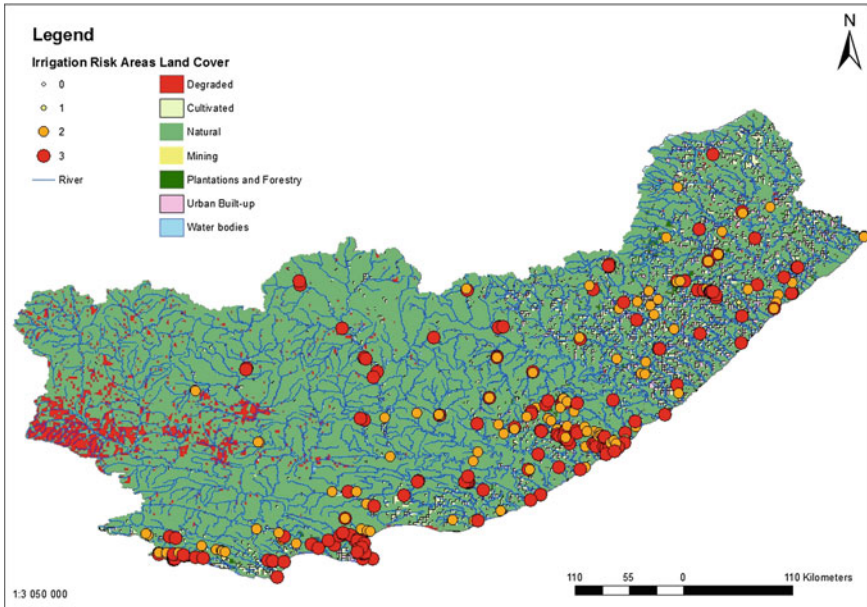 Legend
Irrigation Risk Areas Land Cover
0 Degraded
1 Cultivated
2 Natural
3 Mining
River Plantations and Forestry
Urban Built-up
Water bodies
N
1:3 050 000
110 55 0 110 Kilometers